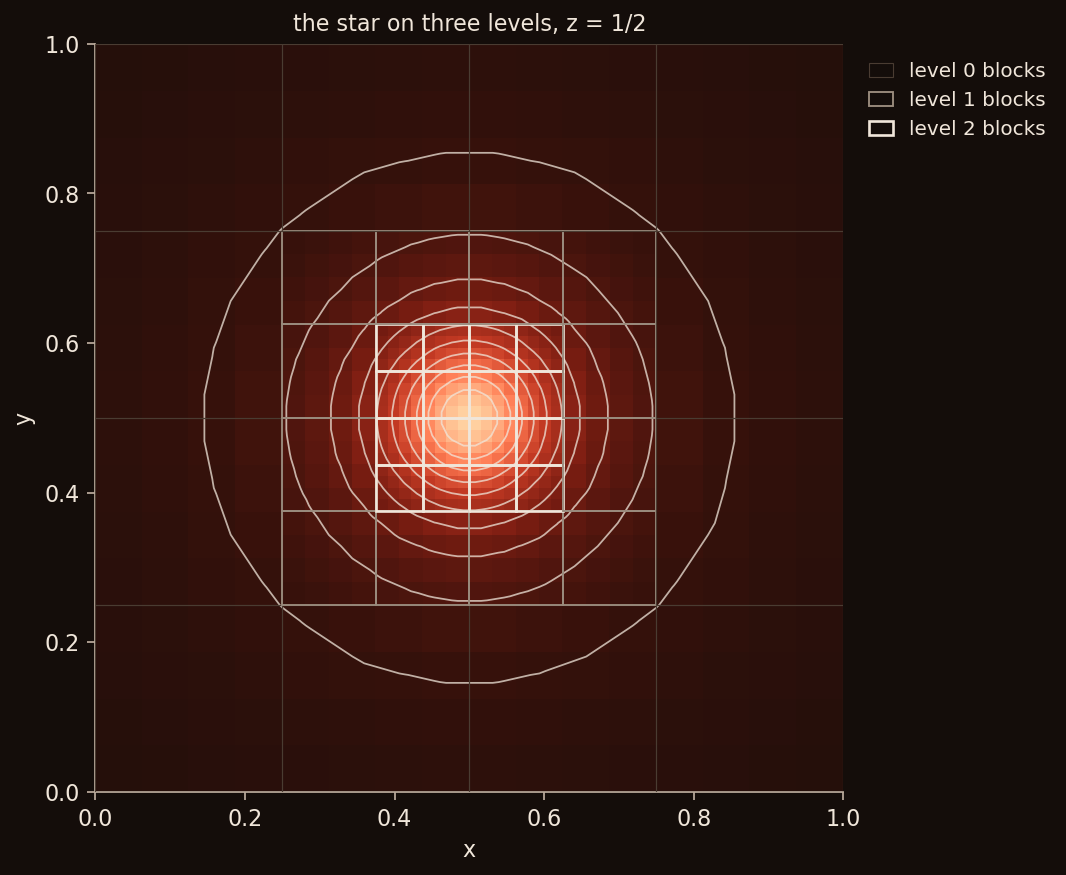 the star on three levels, z = 1/2
level 0 blocks
level 1 blocks
level 2 blocks
1.0
0.8
0.6
0.4
0.2
0.0
y
0.0 0.2 0.4 0.6 0.8 1.0
x